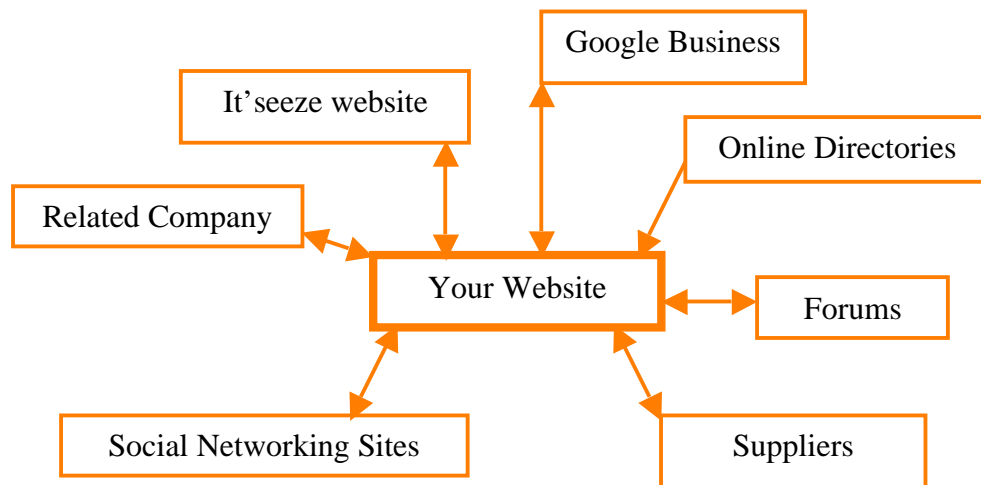 Google Business
It’seeze website
Online Directories
Related Company
Your Website
Forums
Social Networking Sites
Suppliers